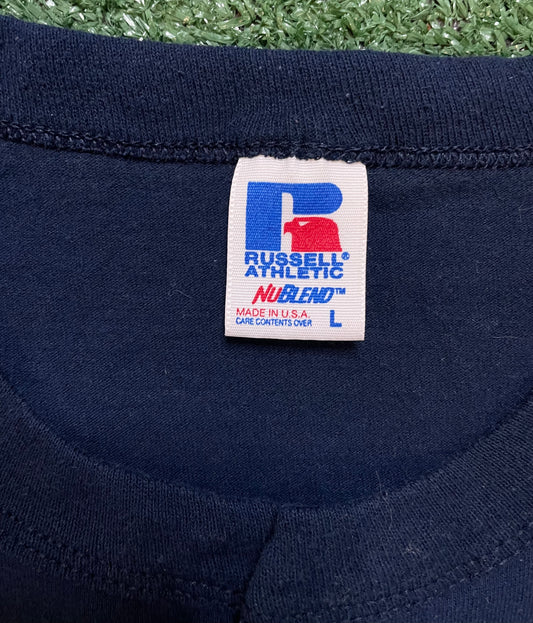 RUSSELL®
ATHLETIC
NUBLEND™
MADE IN U.S.A.
CARE CONTENTS OVER
L